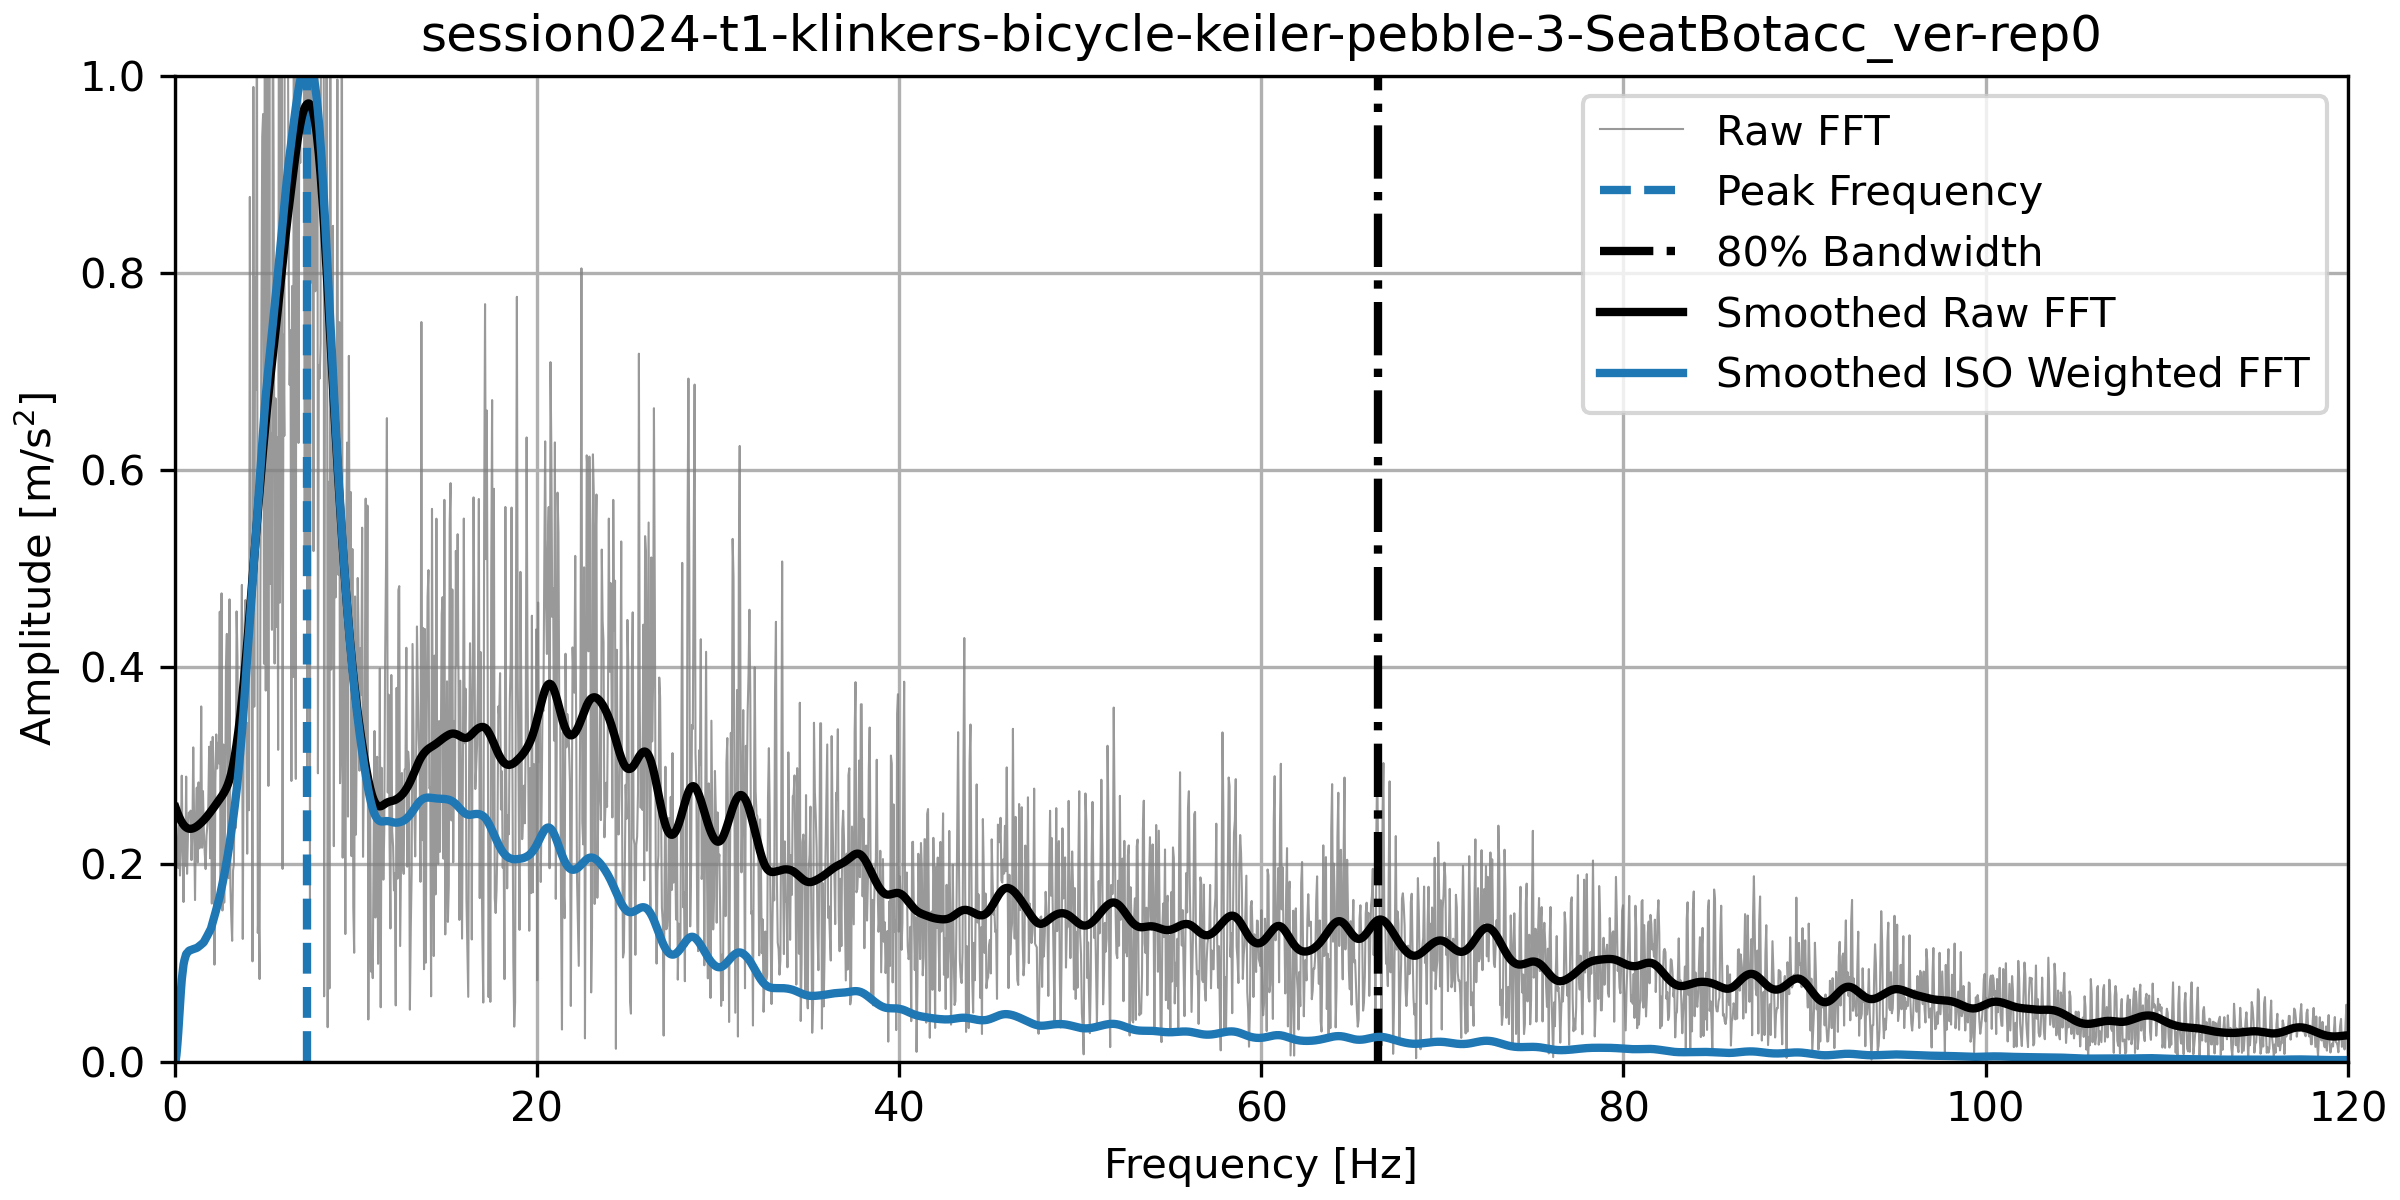 session024-t1-klinkers-bicycle-keiler-pebble-3-SeatBotacc_ver-rep0
1.0
0.8
0.6
0.4
0.2
0.0
Amplitude [m/s²]
Raw FFT
Peak Frequency
80% Bandwidth
Smoothed Raw FFT
Smoothed ISO Weighted FFT
0 20 40 60 80 100 120
Frequency [Hz]